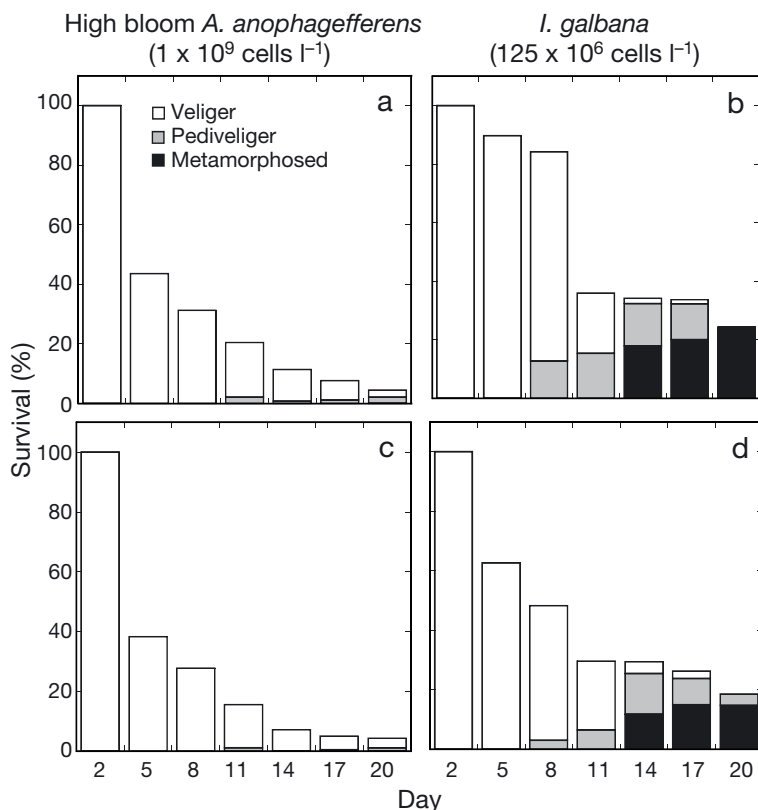 High bloom A. anophagefferens
(1 x 10⁹ cells l⁻¹)
I. galbana
(125 x 10⁶ cells l⁻¹)
a
b
Veliger
Pediveliger
Metamorphosed
100
80
60
40
20
0
c
d
100
80
60
40
20
0
Survival (%)
2 5 8 11 14 17 20
2 5 8 11 14 17 20
Day